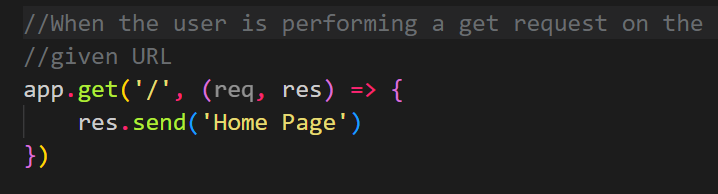 //When the user is performing a get request on the
//given URL
app.get('/', (req, res) => {
    res.send('Home Page')
})